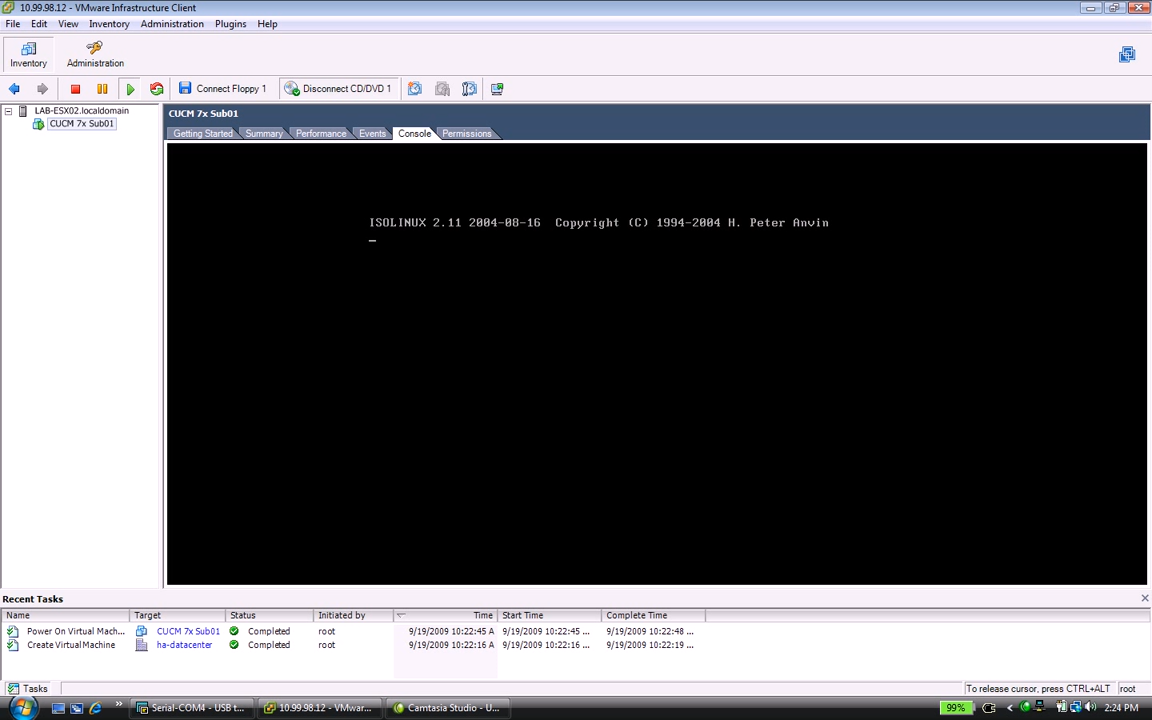 10.99.98.12 - VMware Infrastructure Client
File Edit View Inventory Administration Plugins Help
Inventory Administration
Connect Floppy 1 Disconnect CD/DVD 1
LAB-ESX02.localdomain
CUCM 7x Sub01
CUCM 7x Sub01
Getting Started Summary Performance Events Console Permissions
ISOLINUX 2.11 2004-08-16 Copyright (C) 1994-2004 H. Peter Anvin
_
Recent Tasks
Name Target Status Initiated by Time Start Time Complete Time
Power On Virtual Mach... CUCM 7x Sub01 Completed root 9/19/2009 10:22:45 A 9/19/2009 10:22:45 ... 9/19/2009 10:22:48 ...
Create Virtual Machine ha-datacenter Completed root 9/19/2009 10:22:16 A 9/19/2009 10:22:16 ... 9/19/2009 10:22:19 ...
Tasks To release cursor, press CTRL+ALT root
» Serial-COM4 - USB t... 10.99.98.12 - VMwar... Camtasia Studio - U... 99% < 2:24 PM